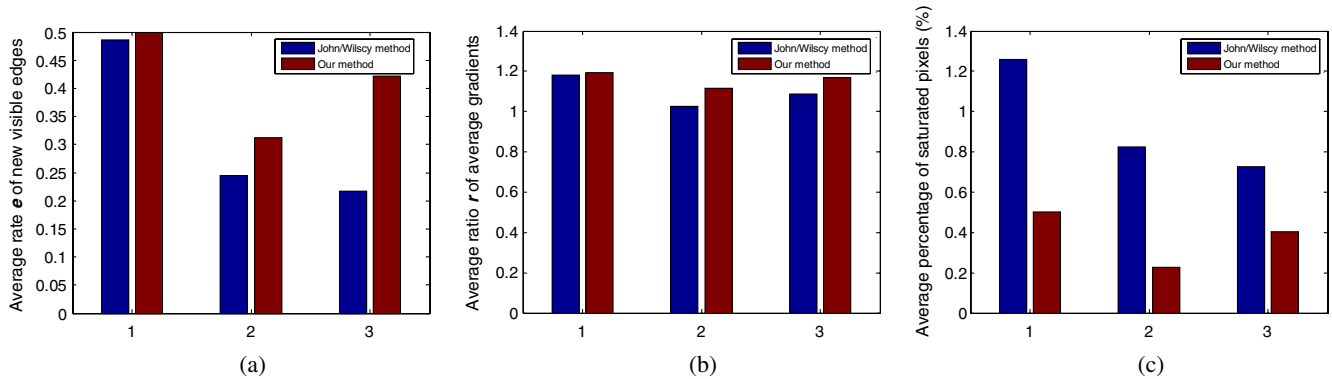 Average rate e of new visible edges
0.5
0.45
0.4
0.35
0.3
0.25
0.2
0.15
0.1
0.05
0
John/Wilscy method
Our method
1 2 3
(a)
Average ratio r of average gradients
1.4
1.2
1
0.8
0.6
0.4
0.2
0
John/Wilscy method
Our method
1 2 3
(b)
Average percentage of saturated pixels (%)
1.4
1.2
1
0.8
0.6
0.4
0.2
0
John/Wilscy method
Our method
1 2 3
(c)